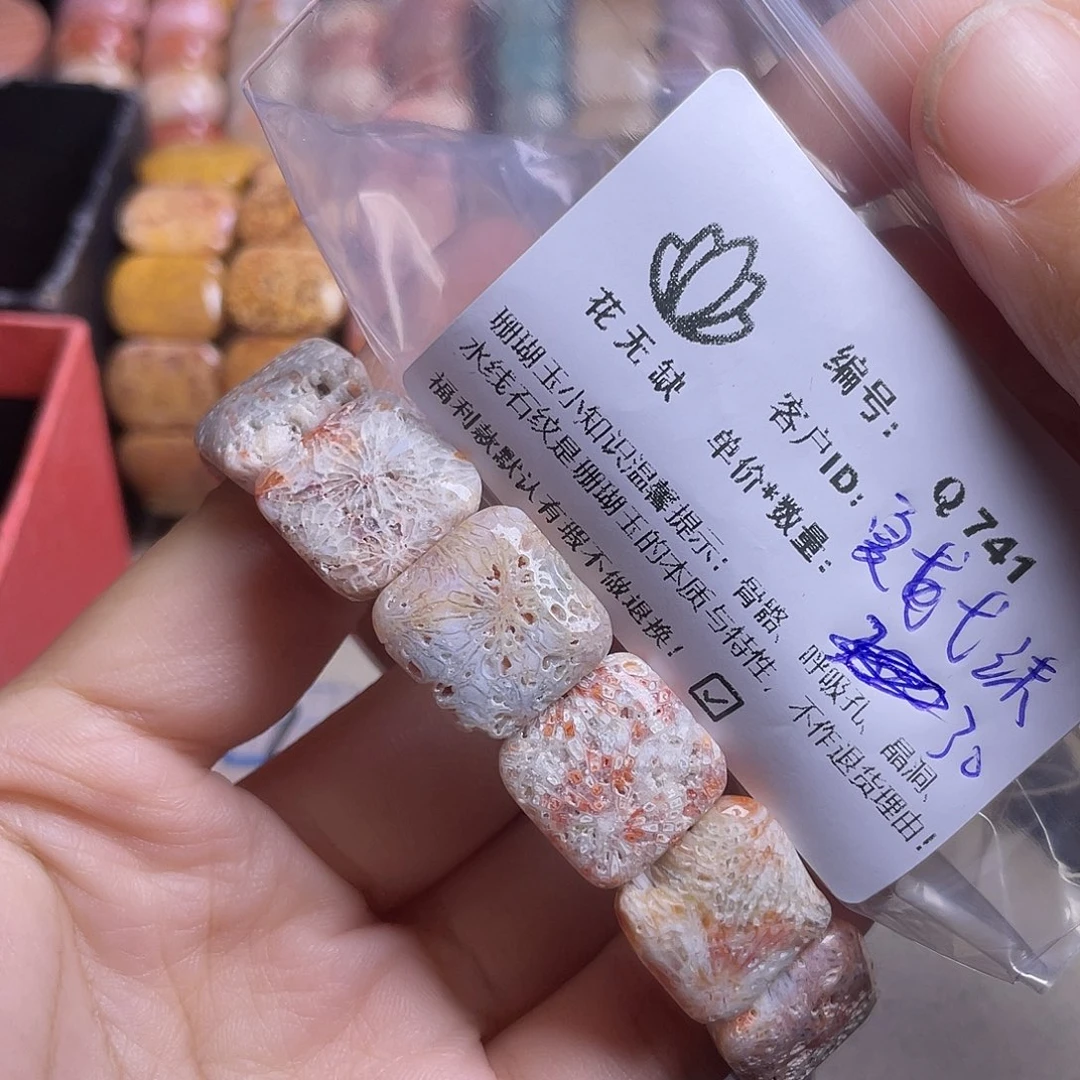 花无缺
编号: Q741
客户ID:
单价*数量: 30
珊瑚玉小知识温馨提示: 骨骼、呼吸孔、晶洞、
水线石纹是珊瑚玉的本质与特性, 不作退货理由!
福利款默认有瑕不做退换! ☑